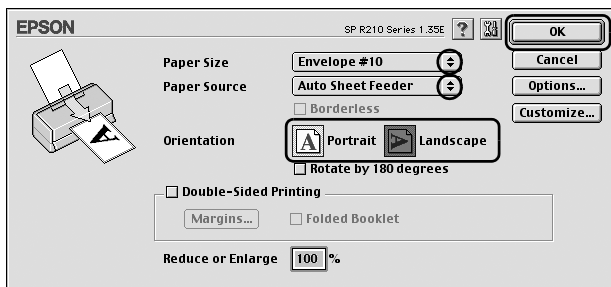 EPSON SP R210 Series 1.35E ? OK
Paper Size Envelope #10 Cancel
Paper Source Auto Sheet Feeder Options...
Borderless Customize...
Orientation A Portrait A Landscape
Rotate by 180 degrees
Double-Sided Printing
Margins... Folded Booklet
Reduce or Enlarge 100 %
A